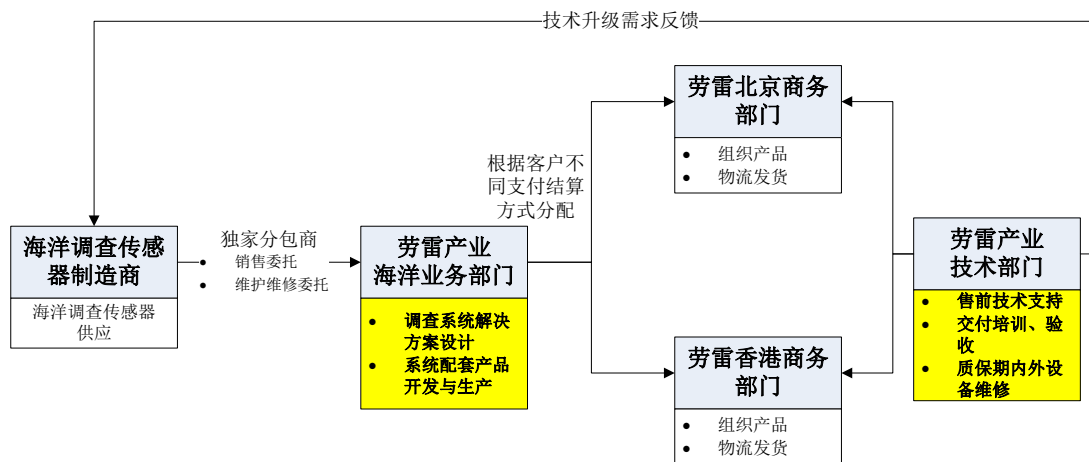 技术升级需求反馈
海洋调查传感
器制造商
海洋调查传感器
供应
独家分包商
• 销售委托
• 维护维修委托
劳雷产业
海洋业务部门
• 调查系统解决
方案设计
• 系统配套产品
开发与生产
根据客户不
同支付结算
方式分配
劳雷北京商务
部门
• 组织产品
• 物流发货
劳雷香港商务
部门
• 组织产品
• 物流发货
劳雷产业
技术部门
• 售前技术支持
• 交付培训、验
收
• 质保期内外设
备维修